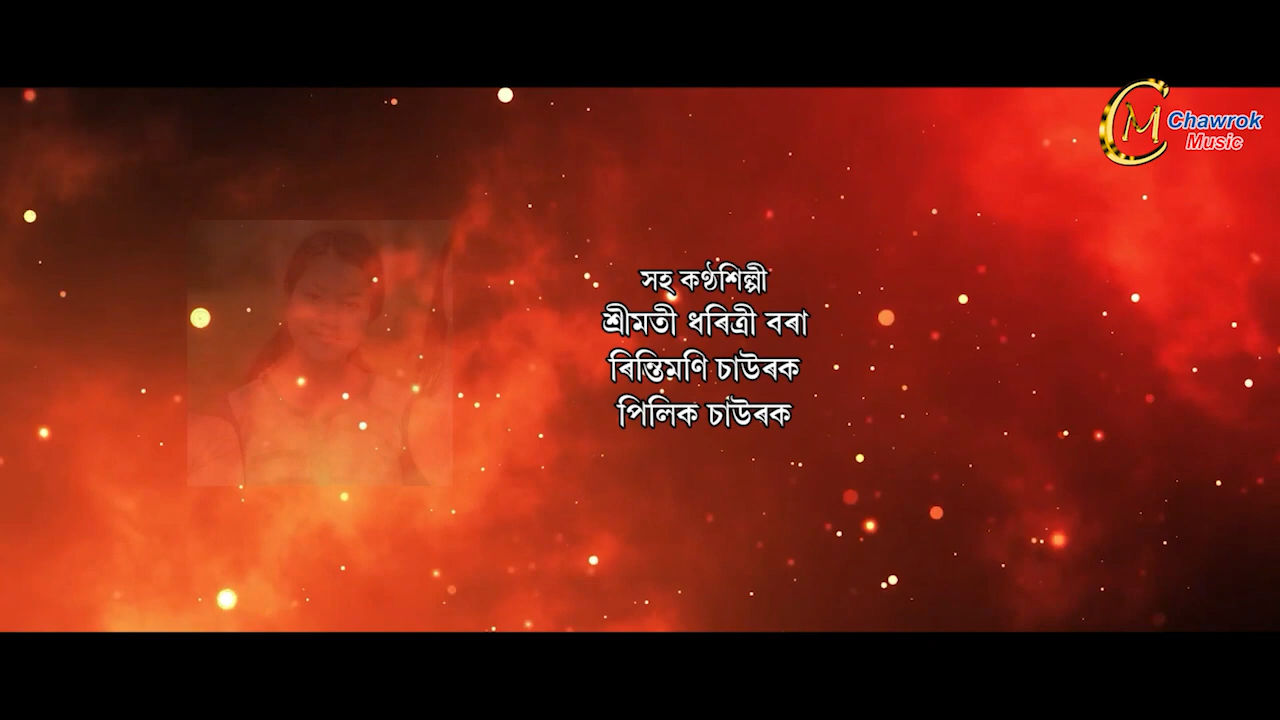 Chawrok
Music
সহ কণ্ঠশিল্পী
শ্ৰীমতী ধৰিত্ৰী বৰা
ৰিন্তিমণি চাউৰক
পিলিক চাউৰক